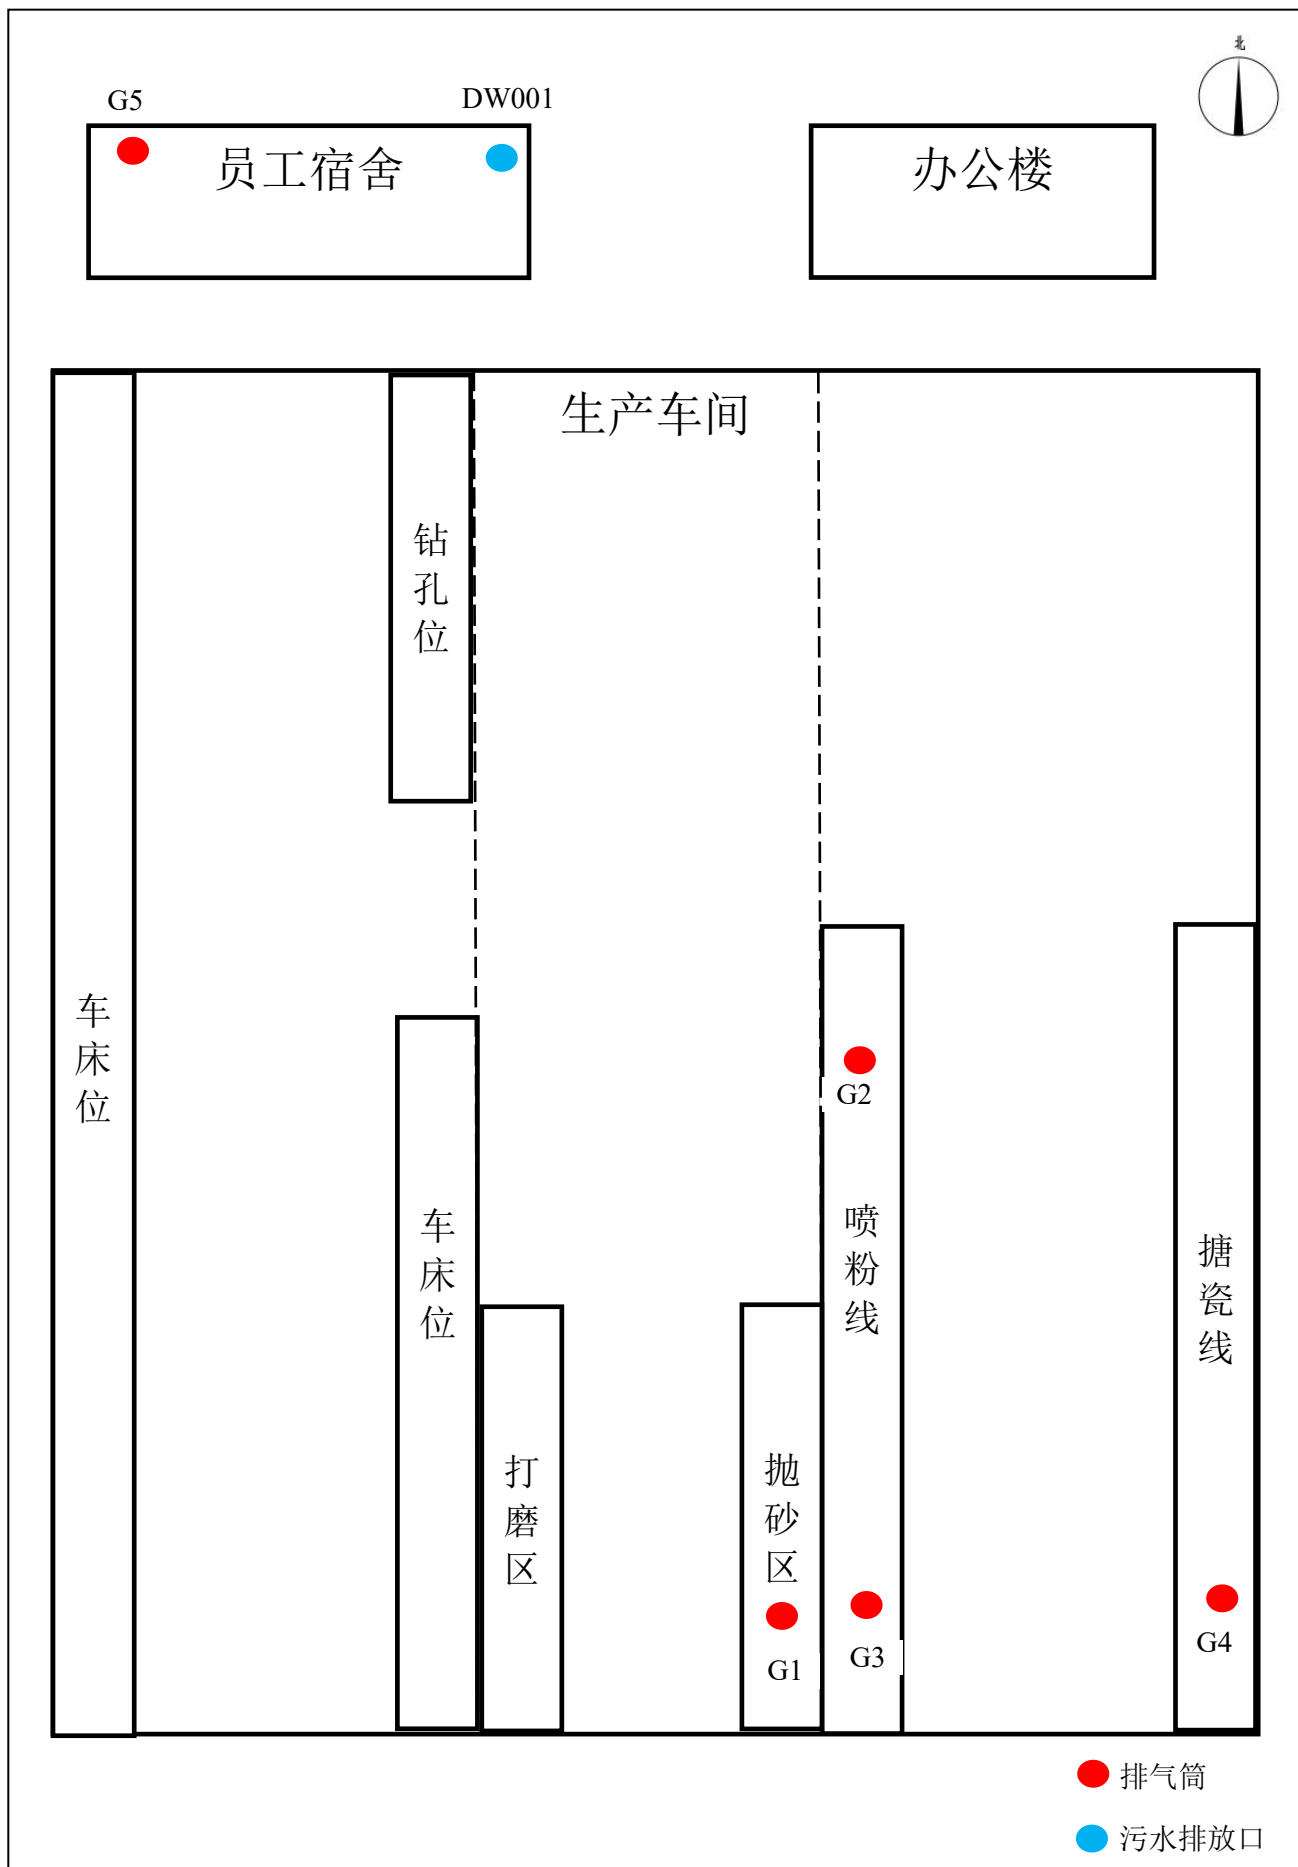 北
G5
DW001
员工宿舍
办公楼
生产车间
钻孔位
车床位
G2
车床位
喷粉线
搪瓷线
打磨区
抛砂区
G1
G3
G4
排气筒
污水排放口